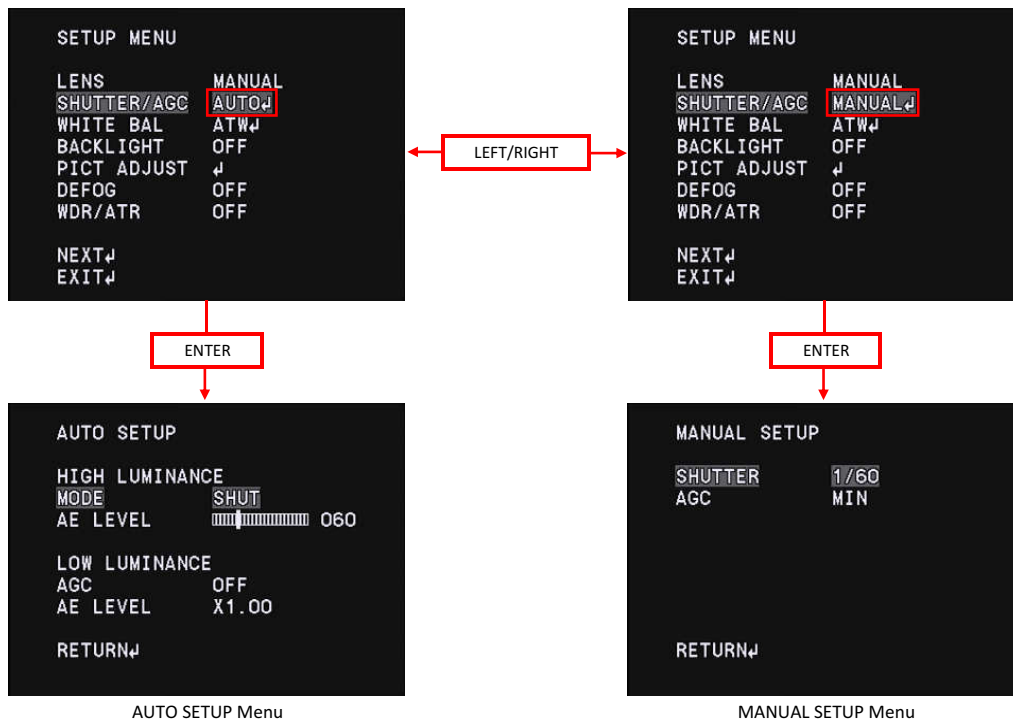 SETUP MENU
LENS MANUAL
SHUTTER/AGC AUTO↲
WHITE BAL ATW↲
BACKLIGHT OFF
PICT ADJUST ↲
DEFOG OFF
WDR/ATR OFF
NEXT↲
EXIT↲
LEFT/RIGHT
SETUP MENU
LENS MANUAL
SHUTTER/AGC MANUAL↲
WHITE BAL ATW↲
BACKLIGHT OFF
PICT ADJUST ↲
DEFOG OFF
WDR/ATR OFF
NEXT↲
EXIT↲
ENTER
ENTER
AUTO SETUP
HIGH LUMINANCE
MODE SHUT
AE LEVEL 060
LOW LUMINANCE
AGC OFF
AE LEVEL X1.00
RETURN↲
AUTO SETUP Menu
MANUAL SETUP
SHUTTER 1/60
AGC MIN
RETURN↲
MANUAL SETUP Menu